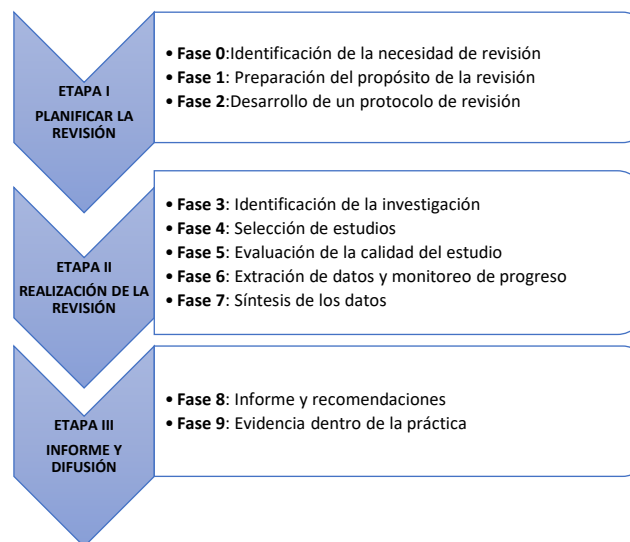 ETAPA I
PLANIFICAR LA
REVISIÓN
• Fase 0:Identificación de la necesidad de revisión
• Fase 1: Preparación del propósito de la revisión
• Fase 2:Desarrollo de un protocolo de revisión
ETAPA II
REALIZACIÓN DE LA
REVISIÓN
• Fase 3: Identificación de la investigación
• Fase 4: Selección de estudios
• Fase 5: Evaluación de la calidad del estudio
• Fase 6: Extracción de datos y monitoreo de progreso
• Fase 7: Síntesis de los datos
ETAPA III
INFORME Y
DIFUSIÓN
• Fase 8: Informe y recomendaciones
• Fase 9: Evidencia dentro de la práctica